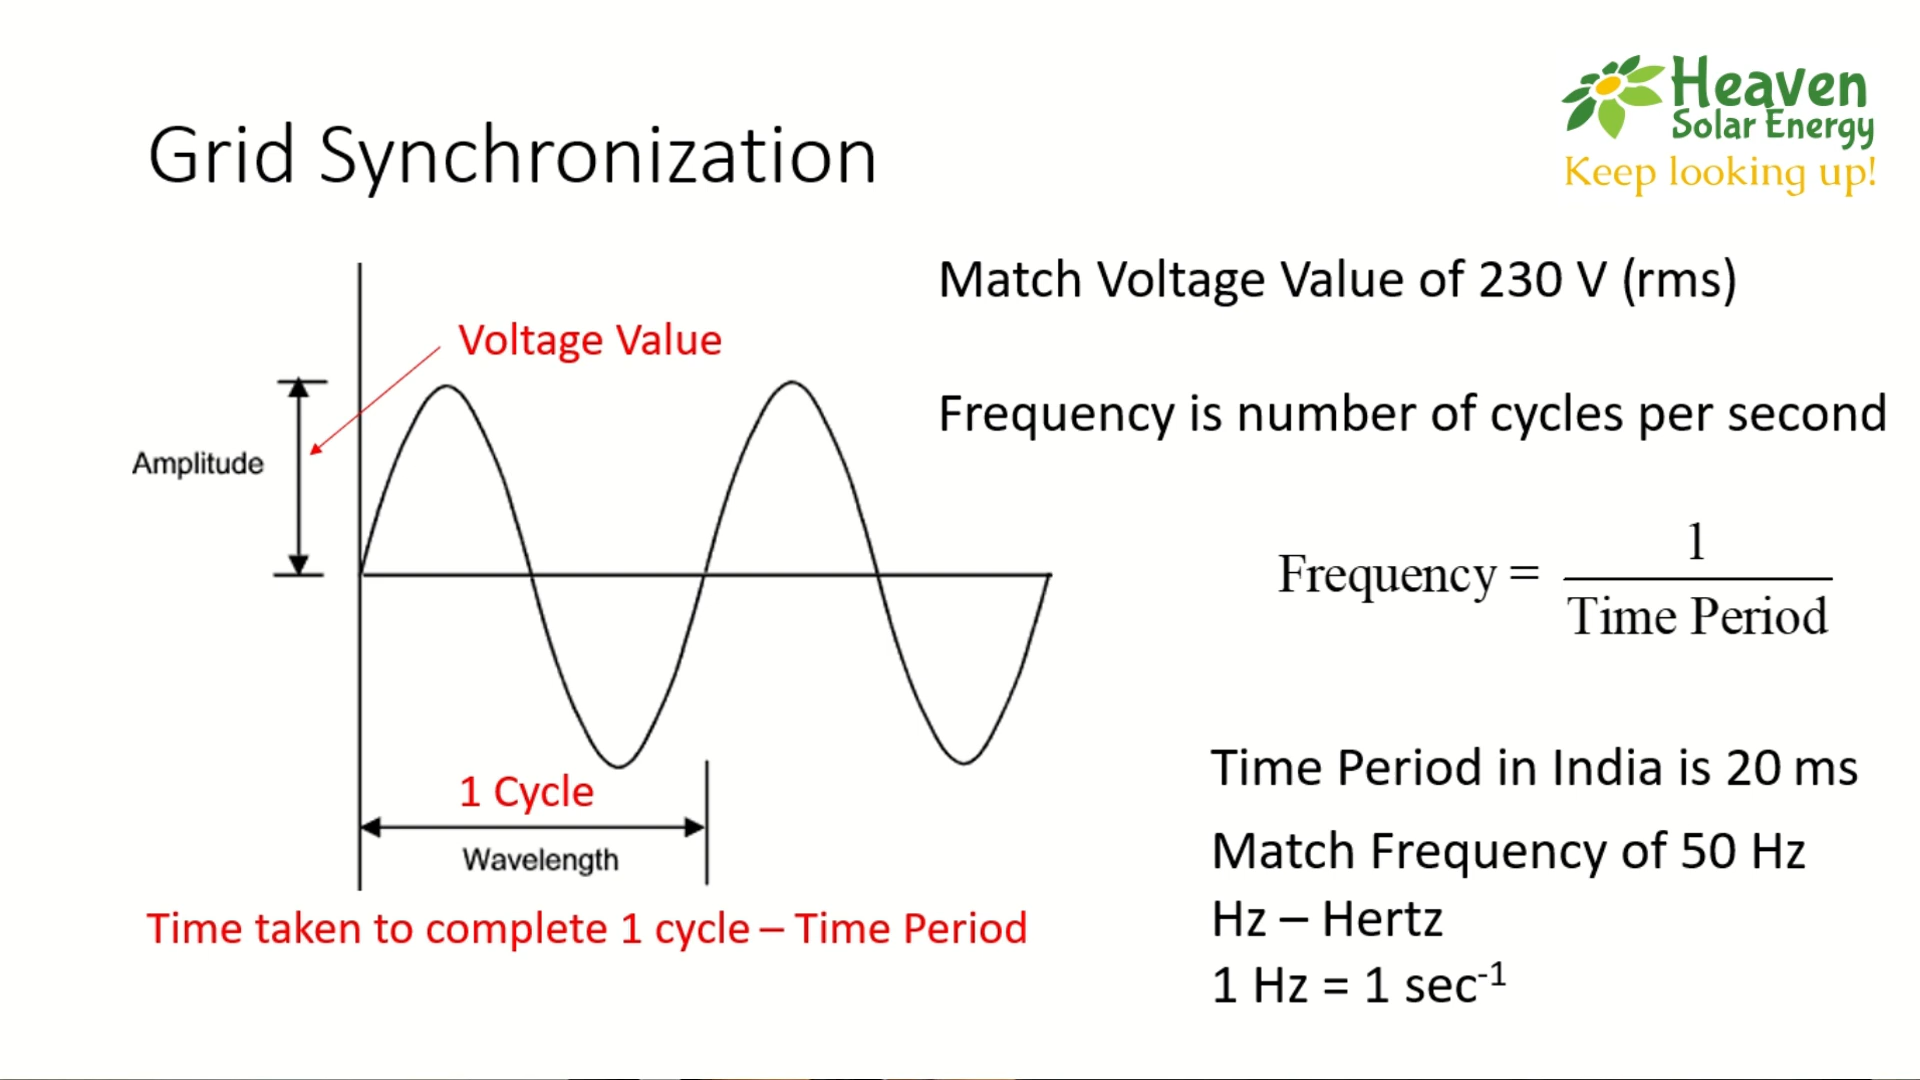 Heaven
Solar Energy
Keep looking up!
Grid Synchronization
Match Voltage Value of 230 V (rms)
Voltage Value
Frequency is number of cycles per second
Amplitude
Frequency = 1
Time Period
1 Cycle
Wavelength
Time taken to complete 1 cycle – Time Period
Time Period in India is 20 ms
Match Frequency of 50 Hz
Hz – Hertz
1 Hz = 1 sec⁻¹